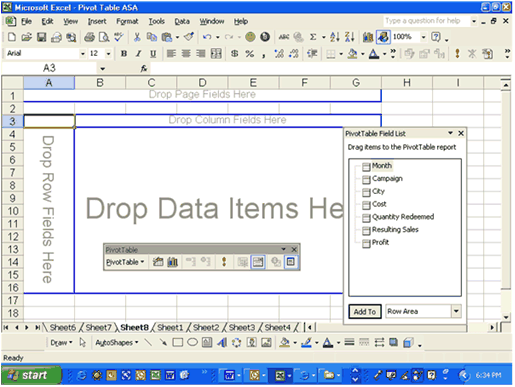 Microsoft Excel - Pivot Table ASA
File Edit View Insert Format Tools Data Window Help Type a question for help
100%
Arial 12 B I U $ % ,
A3 fx
A B C D E F G H I
1 Drop Page Fields Here
2
3 Drop Column Fields Here
PivotTable Field List
Drag items to the PivotTable report
Month
Campaign
City
Cost
Quantity Redeemed
Resulting Sales
Profit
Add To Row Area
4
5
6
7
8
9
10
11
12
13
14
15
16
17
18
Drop Row Fields Here
Drop Data Items He
PivotTable
PivotTable
Sheet6 Sheet7 Sheet8 Sheet1 Sheet2 Sheet3 Sheet4
Draw AutoShapes
Ready
start 6:34 PM